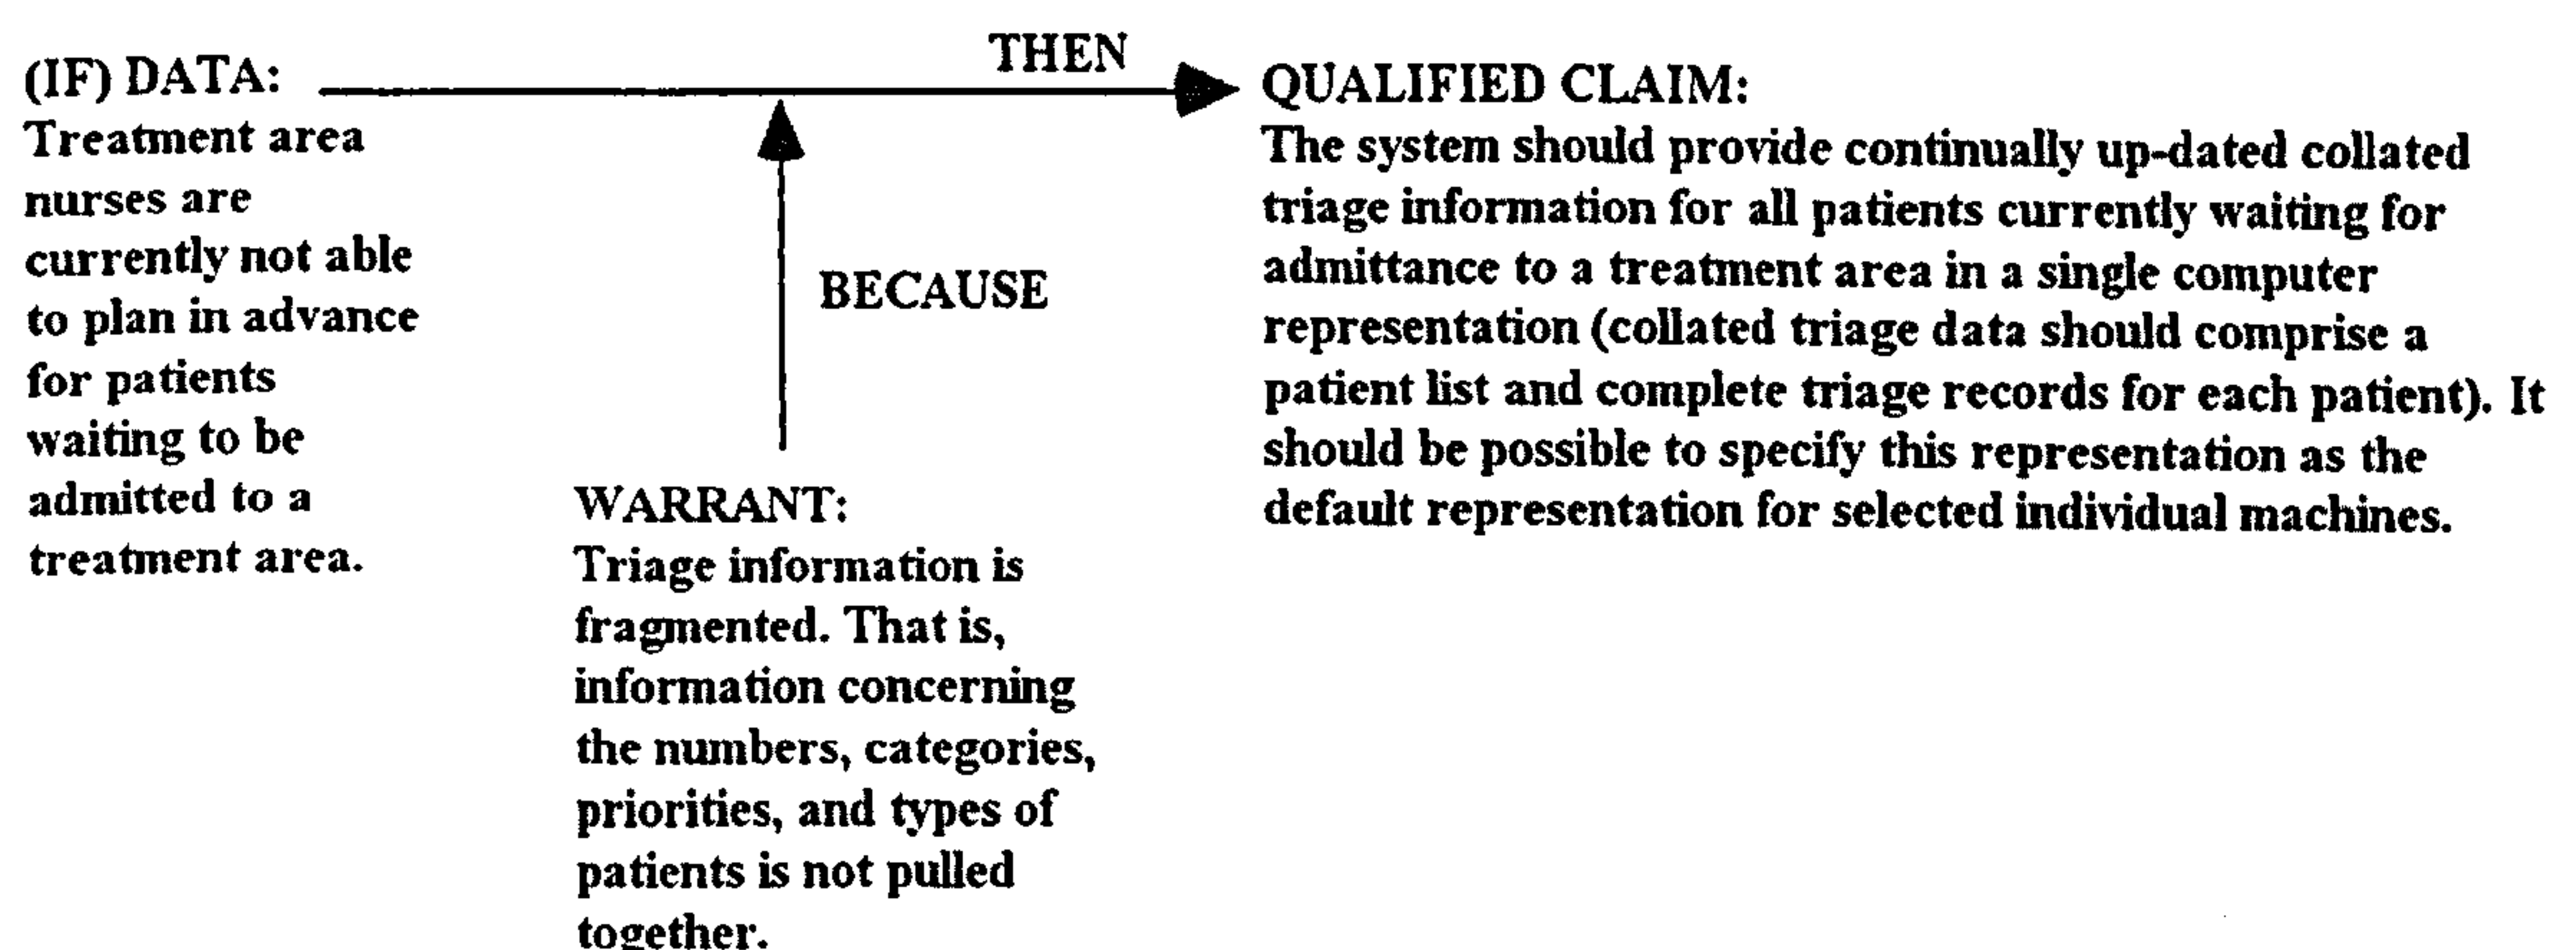 (IF) DATA:
Treatment area
nurses are
currently not able
to plan in advance
for patients
waiting to be
admitted to a
treatment area.
THEN
BECAUSE
WARRANT:
Triage information is
fragmented. That is,
information concerning
the numbers, categories,
priorities, and types of
patients is not pulled
together.
QUALIFIED CLAIM:
The system should provide continually up-dated collated
triage information for all patients currently waiting for
admittance to a treatment area in a single computer
representation (collated triage data should comprise a
patient list and complete triage records for each patient). It
should be possible to specify this representation as the
default representation for selected individual machines.